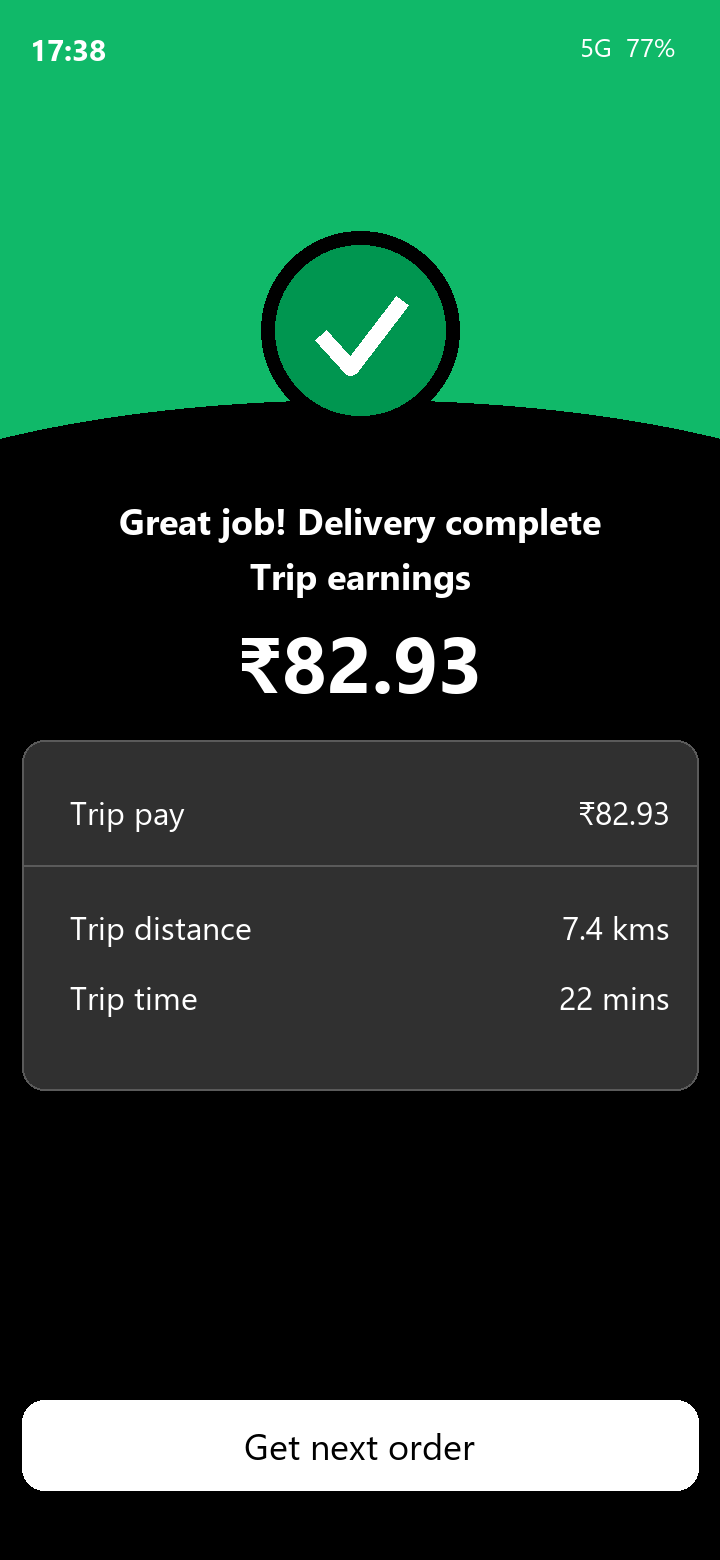 17:38 5G 77%
Great job! Delivery complete
Trip earnings
₹82.93
Trip pay ₹82.93
Trip distance 7.4 kms
Trip time 22 mins
Get next order